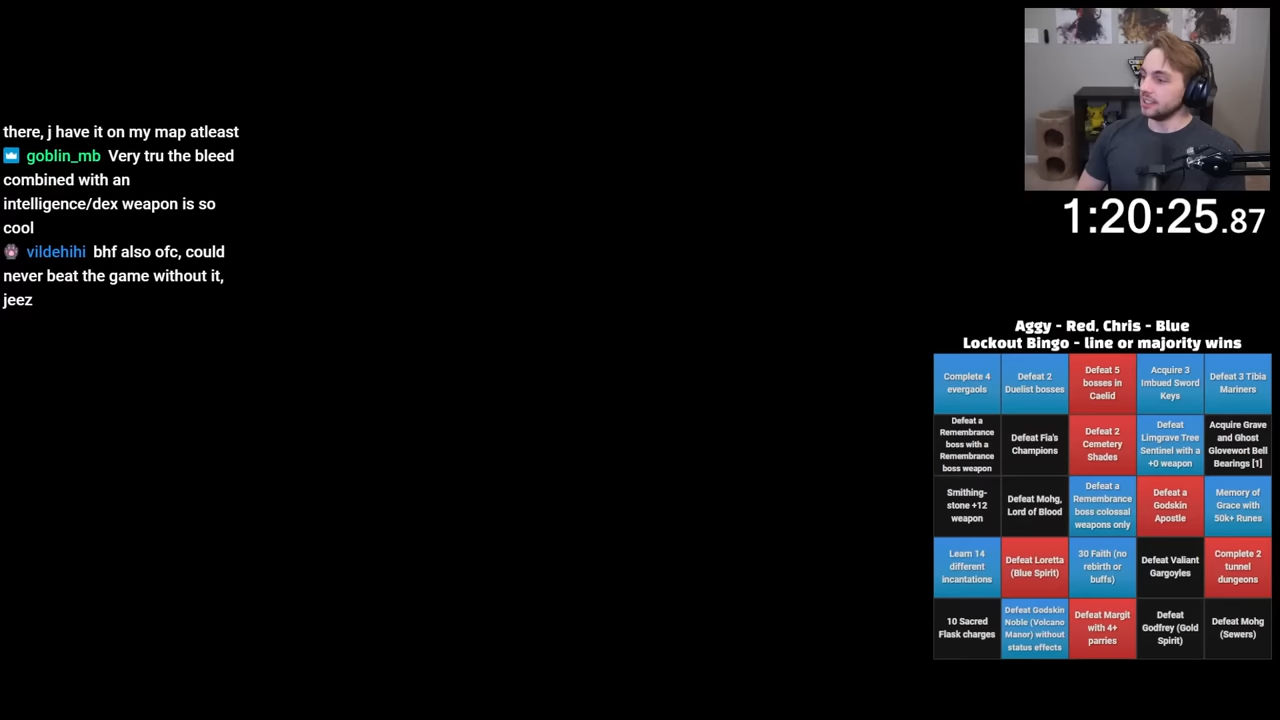 there, j have it on my map atleast
goblin_mb Very tru the bleed
combined with an
intelligence/dex weapon is so
cool
vildehihi bhf also ofc, could
never beat the game without it,
jeez
1:20:25.87
Aggy - Red, Chris - Blue
Lockout Bingo - line or majority wins
Complete 4
evergaols
Defeat 2
Duelist bosses
Defeat 5
bosses in
Caelid
Acquire 3
Imbued Sword
Keys
Defeat 3 Tibia
Mariners
Defeat a
Remembrance
boss with a
Remembrance
boss weapon
Defeat Fia's
Champions
Defeat 2
Cemetery
Shades
Defeat
Limgrave Tree
Sentinel with a
+0 weapon
Acquire Grave
and Ghost
Glovewort Bell
Bearings [1]
Smithing-
stone +12
weapon
Defeat Mohg,
Lord of Blood
Defeat a
Remembrance
boss colossal
weapons only
Defeat a
Godskin
Apostle
Memory of
Grace with
50k+ Runes
Learn 14
different
incantations
Defeat Loretta
(Blue Spirit)
30 Faith (no
rebirth or
buffs)
Defeat Valiant
Gargoyles
Complete 2
tunnel
dungeons
10 Sacred
Flask charges
Defeat Godskin
Noble (Volcano
Manor) without
status effects
Defeat Margit
with 4+
parries
Defeat
Godfrey (Gold
Spirit)
Defeat Mohg
(Sewers)